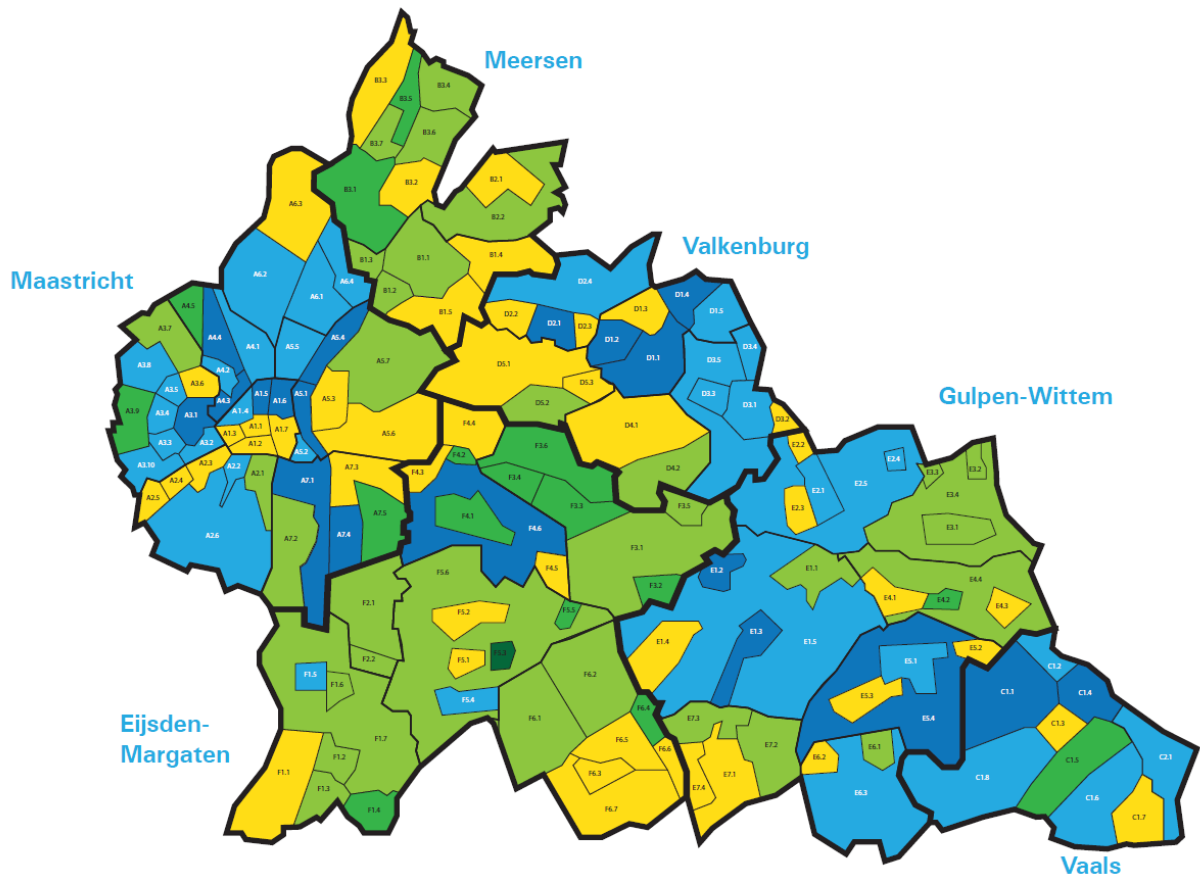 Meersen
B3.3
B3.5
B3.4
B3.7
B3.6
B3.1
B3.2
B2.1
B2.2
B1.3
B1.1
B1.4
B1.2
B1.5
Maastricht
A6.3
A6.2
A6.4
A6.1
A4.5
A3.7
A4.4
A4.1
A5.5
A5.4
A5.7
A3.8
A4.2
A3.5
A3.6
A4.3
A1.5
A1.6
A5.1
A5.3
A3.9
A3.4
A3.1
A1.4
A1.3
A1.1
A1.7
A1.2
A5.6
A3.3
A3.2
A5.2
A3.10
A2.3
A2.2
A2.1
A2.4
A2.5
A7.3
A7.1
A7.5
A2.6
A7.2
A7.4
Valkenburg
D2.4
D1.4
D1.5
D2.2
D2.1
D2.3
D1.3
D1.2
D1.1
D3.4
D3.5
D5.1
D5.3
D5.2
D3.3
D3.1
D3.2
D4.1
D4.2
Gulpen-Wittem
E2.2
E2.4
E2.5
E2.1
E2.3
E3.3
E3.2
E3.4
E3.1
E1.2
E1.1
E4.4
E4.1
E4.2
E4.3
E1.4
E1.3
E1.5
E5.2
E5.1
E5.3
E5.4
E7.3
E7.2
E7.1
E7.4
E6.2
E6.1
E6.3
Eijsden-
Margaten
F4.4
F4.2
F3.6
F4.3
F3.4
F3.3
F3.5
F4.1
F4.6
F3.1
F4.5
F3.2
F5.6
F2.1
F5.2
F5.5
F2.2
F5.1
F5.3
F1.5
F1.6
F5.4
F6.2
F6.1
F6.4
F1.7
F6.5
F6.6
F1.2
F1.1
F6.3
F1.3
F1.4
F6.7
Vaals
C1.2
C1.1
C1.4
C1.3
C1.5
C2.1
C1.8
C1.6
C1.7